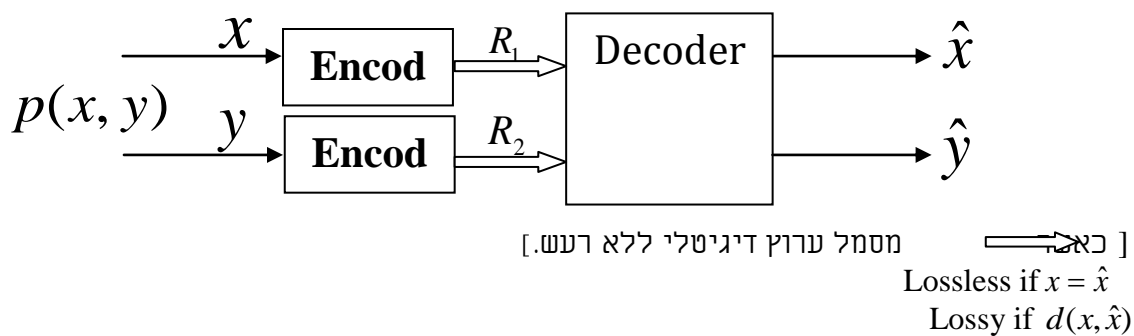 x
Encod
R₁
Decoder
x̂
p(x, y)
y
Encod
R₂
ŷ
[ כאשר מסמל ערוץ דיגיטלי ללא רעש.]
Lossless if x = x̂
Lossy if d(x, x̂)